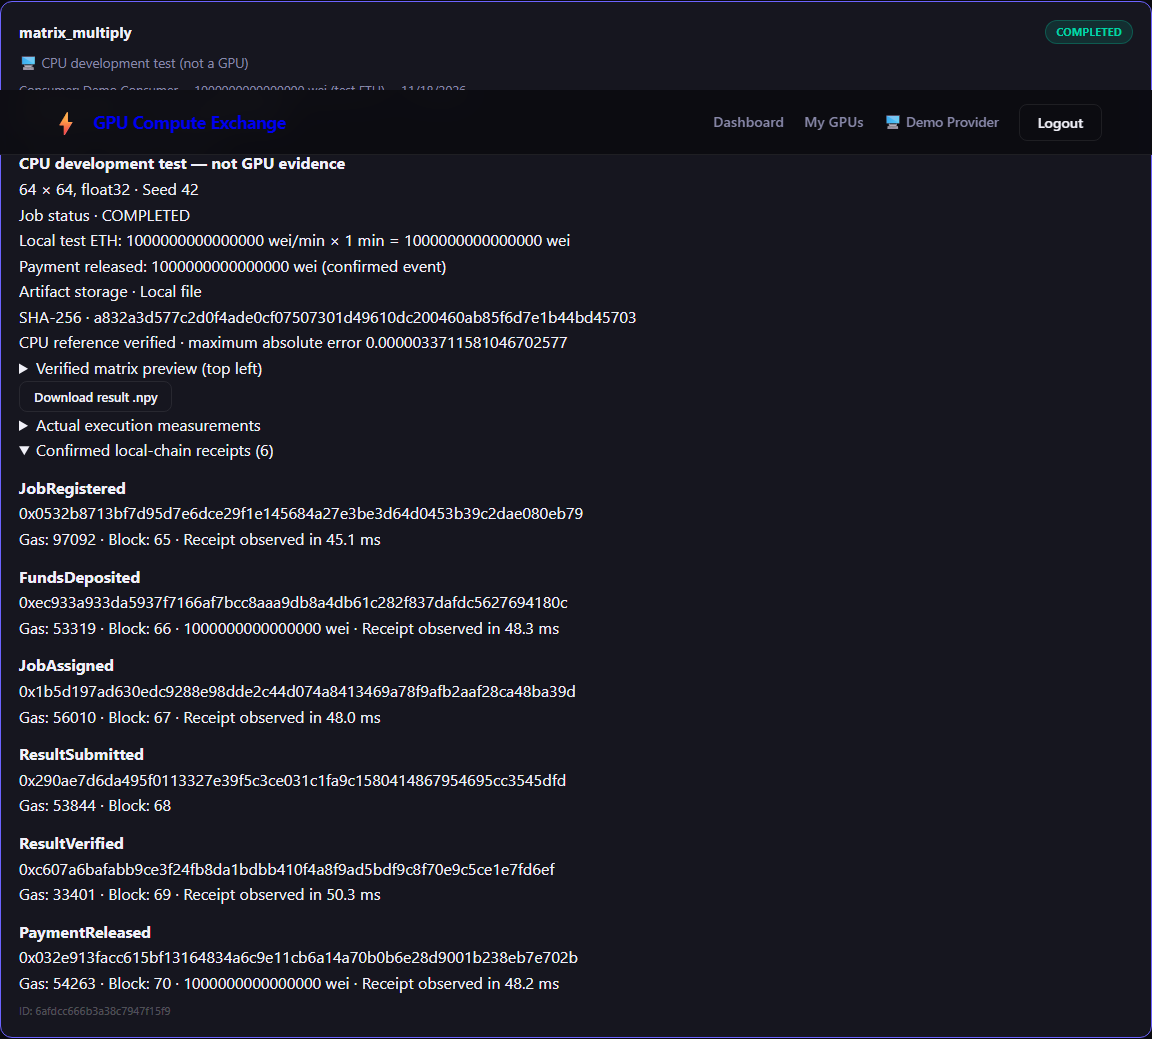 matrix_multiply
COMPLETED
CPU development test (not a GPU)
GPU Compute Exchange
Dashboard
My GPUs
Demo Provider
Logout
CPU development test — not GPU evidence
64 × 64, float32 · Seed 42
Job status · COMPLETED
Local test ETH: 1000000000000000 wei/min × 1 min = 1000000000000000 wei
Payment released: 1000000000000000 wei (confirmed event)
Artifact storage · Local file
SHA-256 · a832a3d577c2d0f4ade0cf07507301d49610dc200460ab85f6d7e1b44bd45703
CPU reference verified · maximum absolute error 0.0000033711581046702577
▶ Verified matrix preview (top left)
Download result .npy
▶ Actual execution measurements
▼ Confirmed local-chain receipts (6)
JobRegistered
0x0532b8713bf7d95d7e6dce29f1e145684a27e3be3d64d0453b39c2dae080eb79
Gas: 97092 · Block: 65 · Receipt observed in 45.1 ms
FundsDeposited
0xec933a933da5937f7166af7bcc8aaa9db8a4db61c282f837dafdc5627694180c
Gas: 53319 · Block: 66 · 1000000000000000 wei · Receipt observed in 48.3 ms
JobAssigned
0x1b5d197ad630edc9288e98dde2c44d074a8413469a78f9afb2aaf28ca48ba39d
Gas: 56010 · Block: 67 · Receipt observed in 48.0 ms
ResultSubmitted
0x290ae7d6da495f0113327e39f5c3ce031c1fa9c1580414867954695cc3545dfd
Gas: 53844 · Block: 68
ResultVerified
0xc607a6bafabb9ce3f24fb8da1bdbb410f4a8f9ad5bdf9c8f70e9c5ce1e7fd6ef
Gas: 33401 · Block: 69 · Receipt observed in 50.3 ms
PaymentReleased
0x032e913facc615bf13164834a6c9e11cb6a14a70b0b6e28d9001b238eb7e702b
Gas: 54263 · Block: 70 · 1000000000000000 wei · Receipt observed in 48.2 ms
ID: 6afdcc666b3a38c7947f15f9